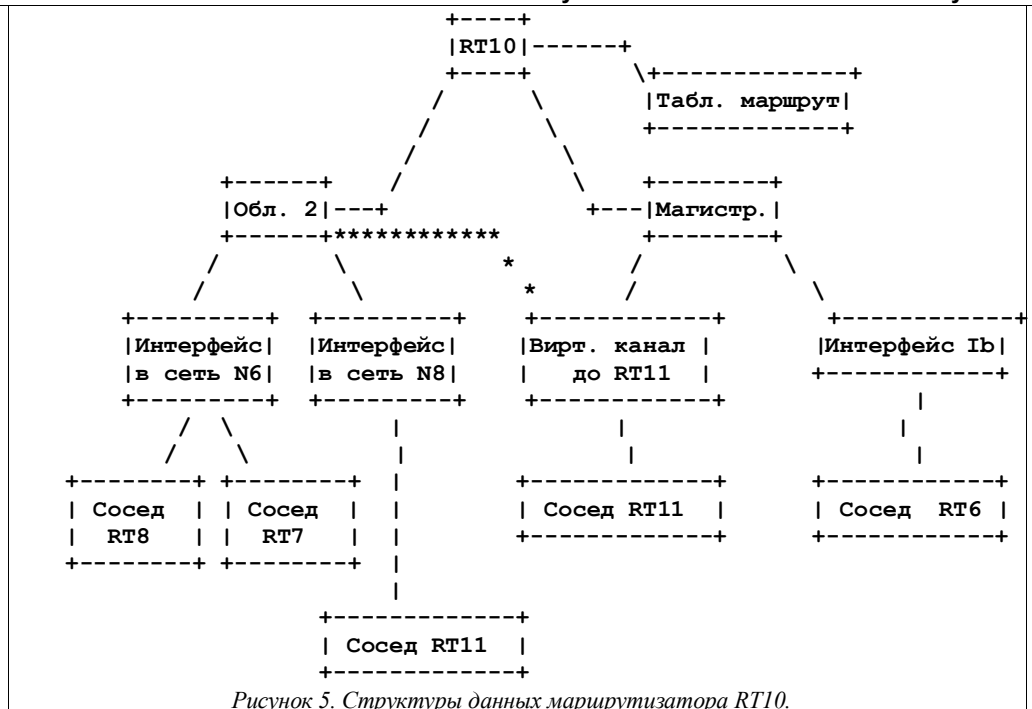 RT10
Табл. маршрут
Обл. 2
Магистр.
Интерфейс
в сеть N6
Интерфейс
в сеть N8
Вирт. канал
до RT11
Интерфейс Ib
Сосед
RT8
Сосед
RT7
Сосед RT11
Сосед RT6
Сосед RT11
Рисунок 5. Структуры данных маршрутизатора RT10.